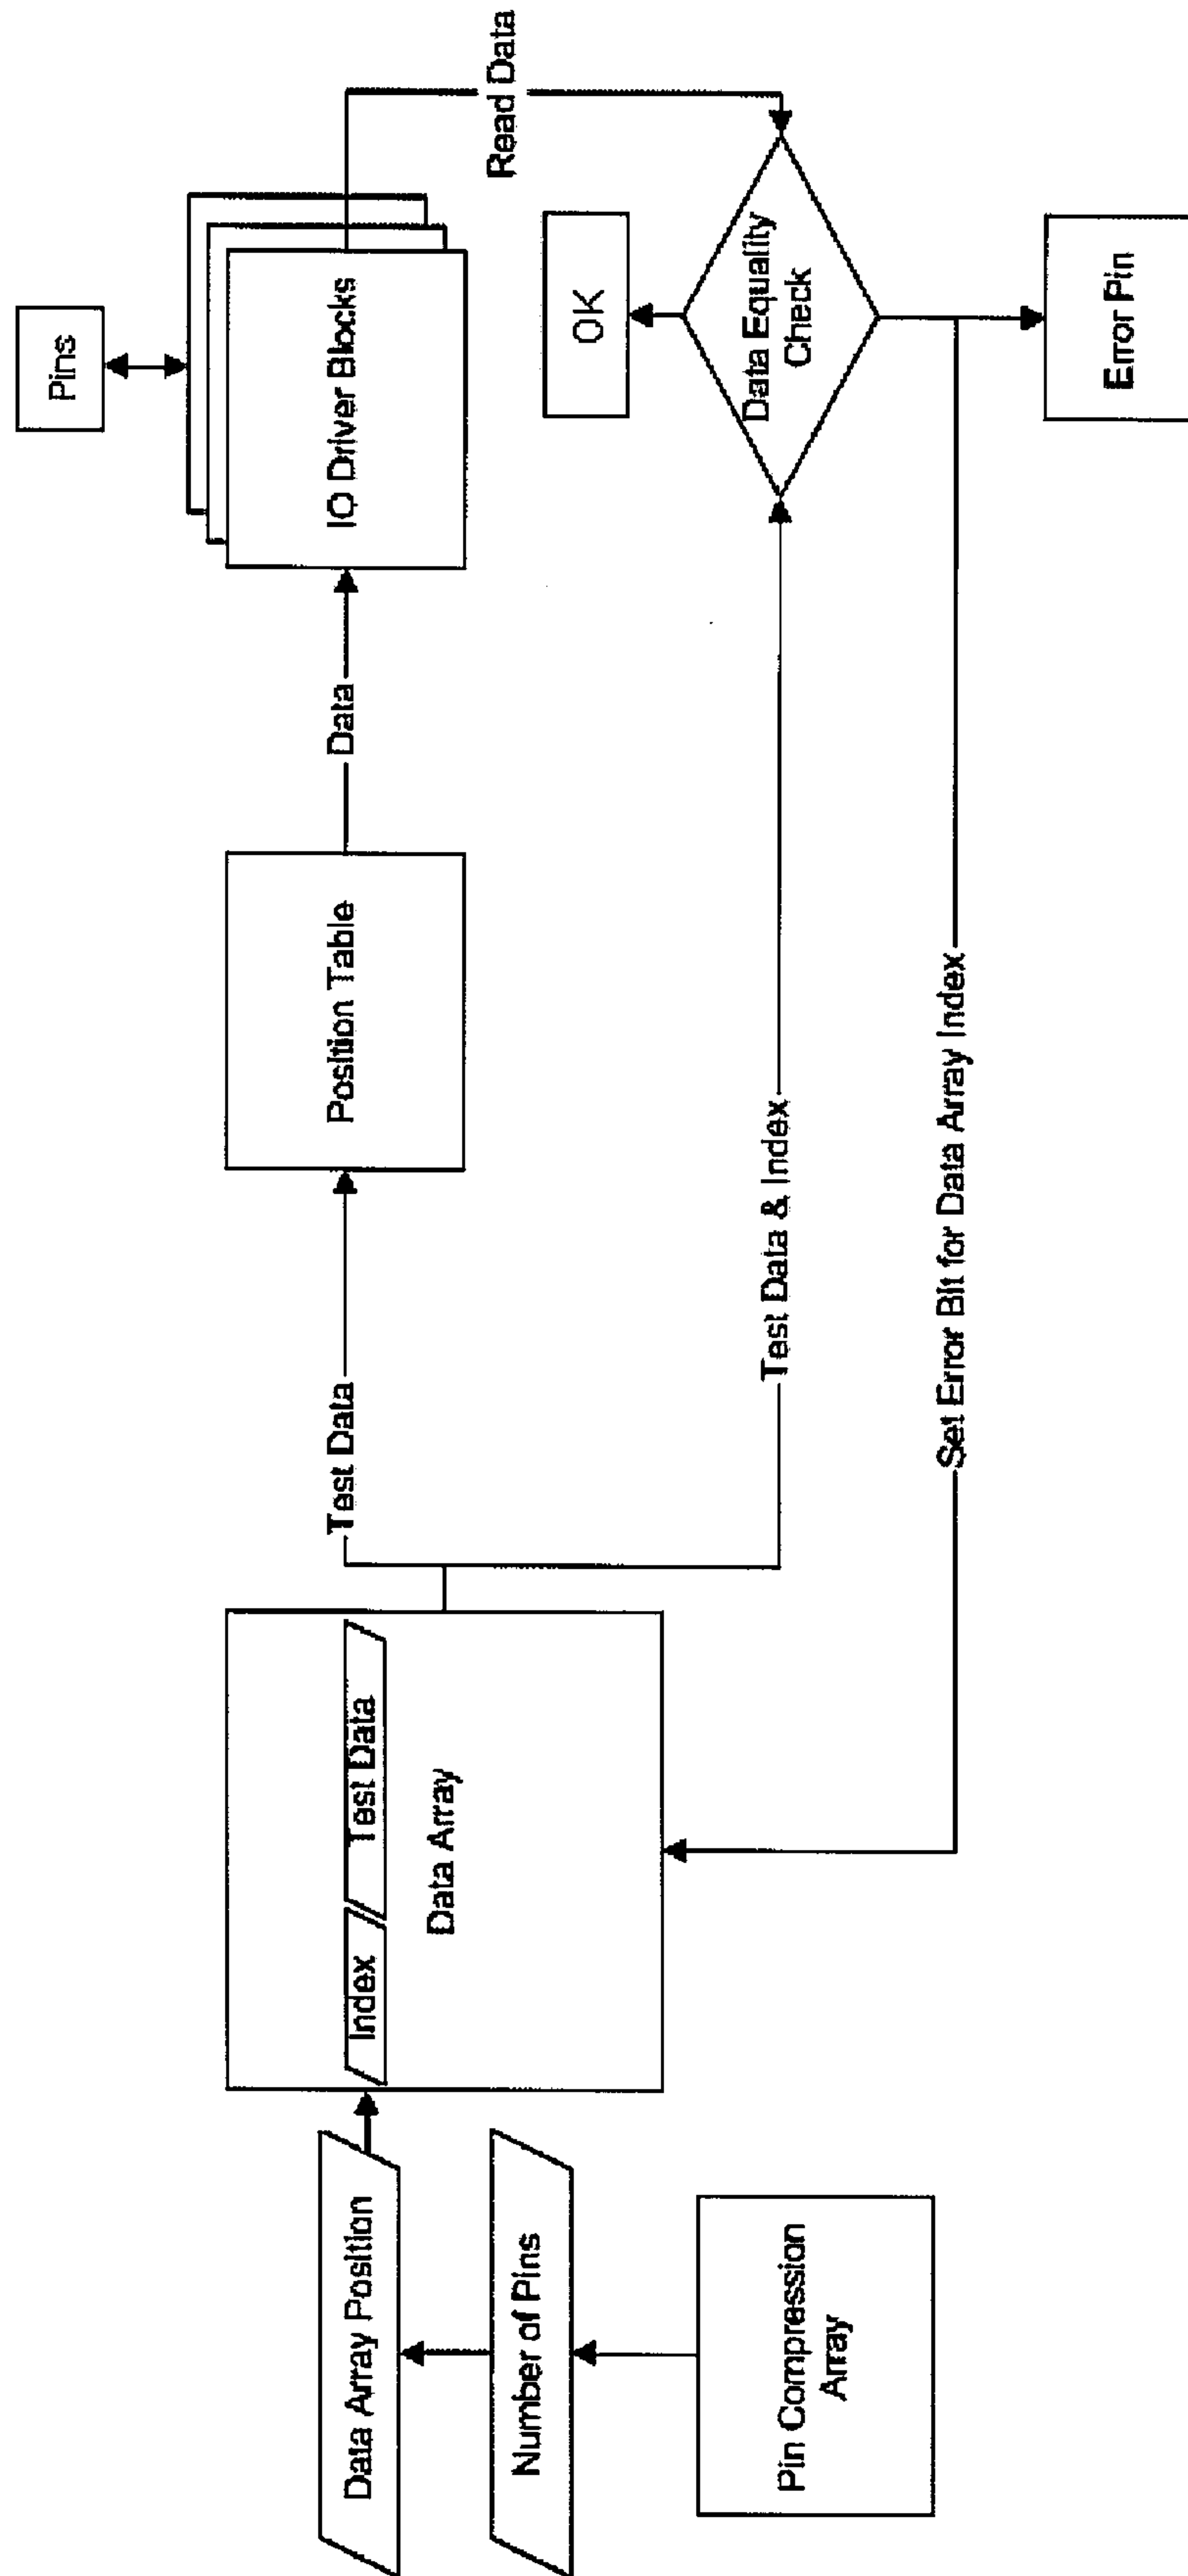 Pins
IO Driver Blocks
Read Data
Data
Position Table
Test Data
OK
Data Equality
Check
Error Pin
Test Data & Index
Set Error Bit for Data Array Index
Index
Test Data
Data Array
Data Array Position
Number of Pins
Pin Compression
Array